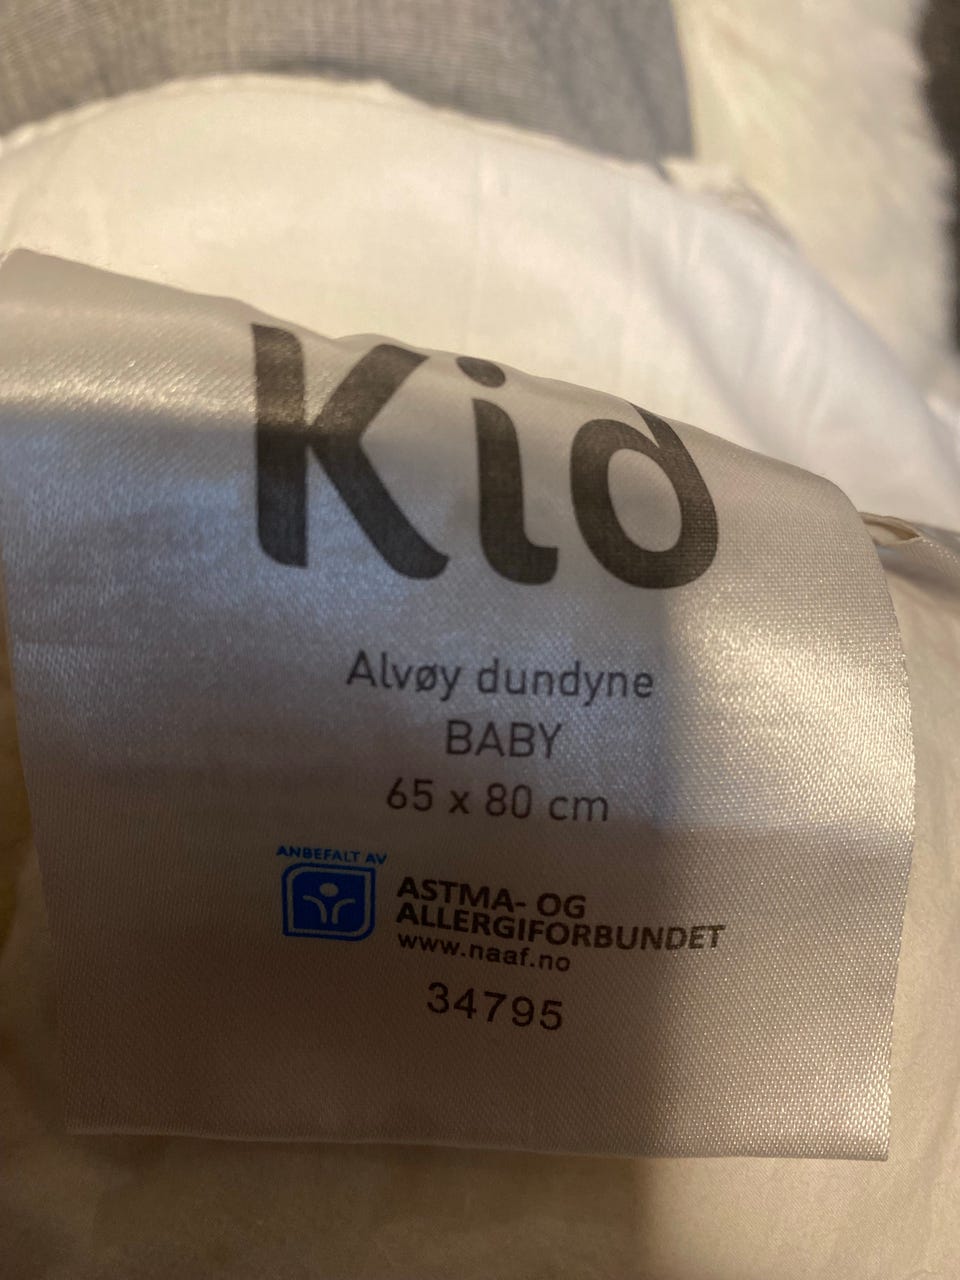 Kid
Alvøy dundyne
BABY
65 x 80 cm
ANBEFALT AV
ASTMA- OG
ALLERGIFORBUNDET
www.naaf.no
34795